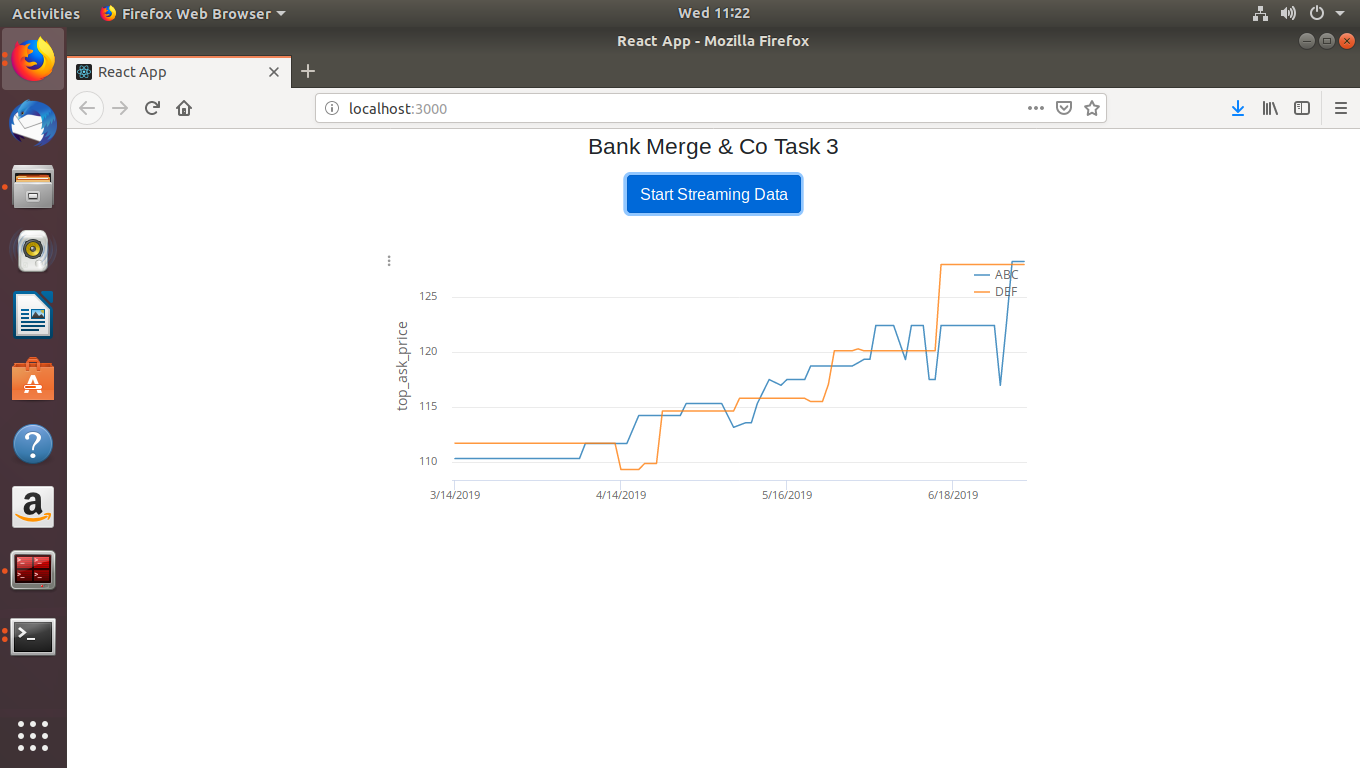 Activities Firefox Web Browser Wed 11:22
React App - Mozilla Firefox
React App
localhost:3000
Bank Merge & Co Task 3
Start Streaming Data
ABC
DEF
top_ask_price
125
120
115
110
3/14/2019 4/14/2019 5/16/2019 6/18/2019